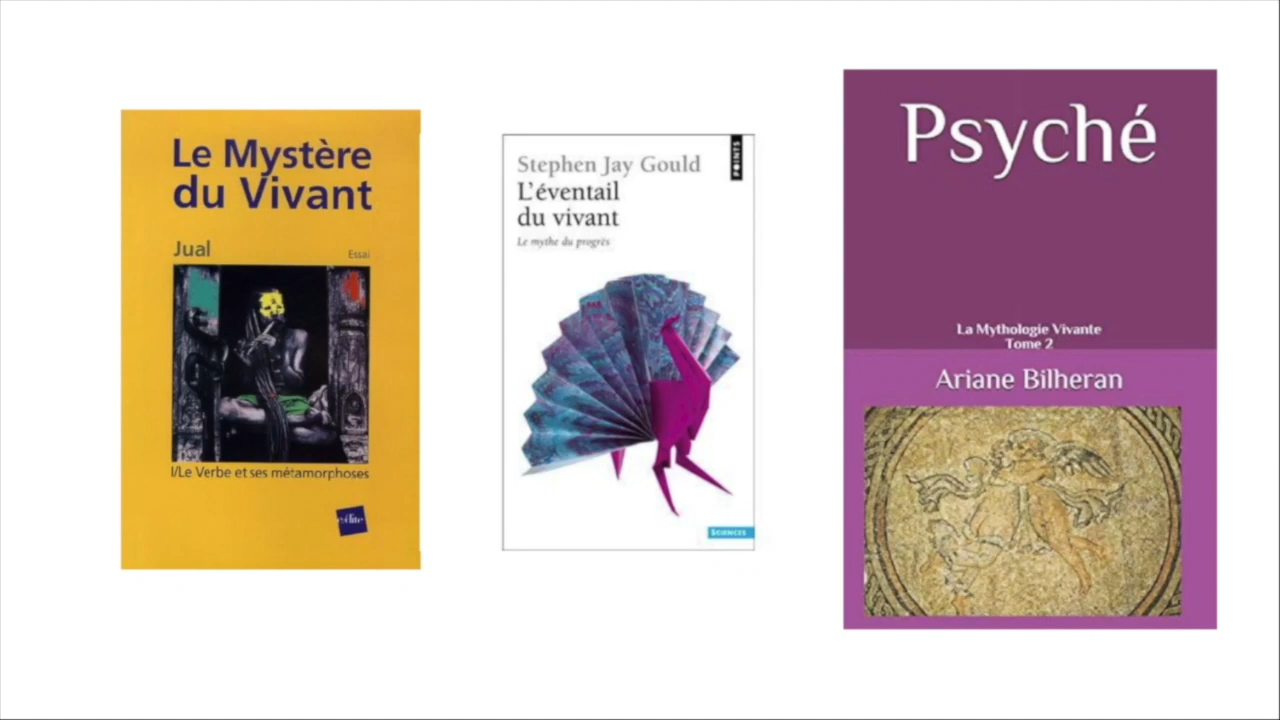 Le Mystère
du Vivant
Jual
Essai
I/Le Verbe et ses métamorphoses
édite
POINTS
Stephen Jay Gould
L'éventail
du vivant
Le mythe du progrès
SCIENCES
Psyché
La Mythologie Vivante
Tome 2
Ariane Bilheran